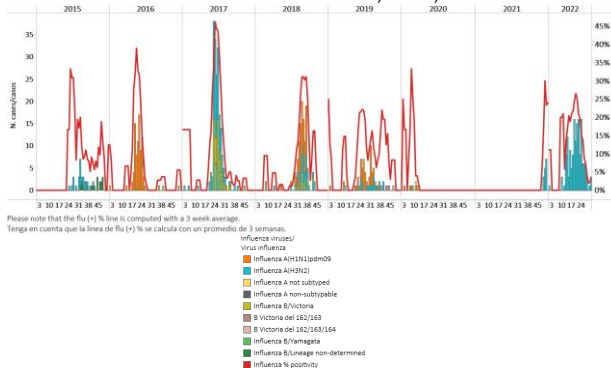 2015 2016 2017 2018 2019 2020 2021 2022
N. cases/casos
35
30
25
20
15
10
5
0
45%
40%
35%
30%
25%
20%
15%
10%
5%
0%
3 10 17 24 31 38 45 3 10 17 24 31 38 45 3 10 17 24 31 38 45 3 10 17 24 31 38 45 3 10 17 24 31 38 45 3 10 17 24 31 38 45 3 10 17 24 31 38 45 3 10 17 24
Please note that the flu (+) % line is computed with a 3 week average.
Tenga en cuenta que la línea de flu (+) % se calcula con un promedio de 3 semanas.
Influenza viruses/
Virus influenza
Influenza A(H1N1)pdm09
Influenza A(H3N2)
Influenza A not subtyped
Influenza A non-subtypable
Influenza B/Victoria
B Victoria del 162/163
B Victoria del 162/163/164
Influenza B/Yamagata
Influenza B/Lineage non-determined
Influenza % positivity